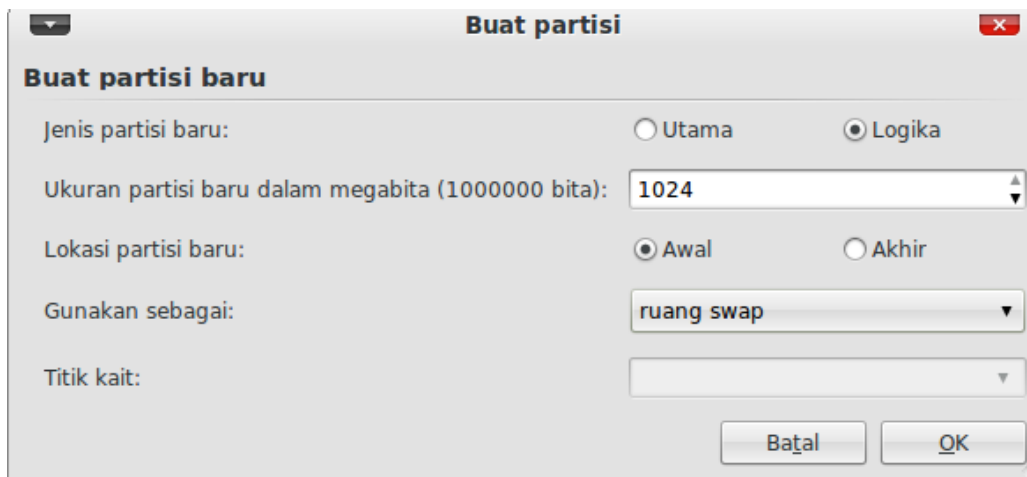 Buat partisi
Buat partisi baru
Jenis partisi baru: Utama Logika
Ukuran partisi baru dalam megabita (1000000 bita): 1024
Lokasi partisi baru: Awal Akhir
Gunakan sebagai: ruang swap
Titik kait:
Batal OK